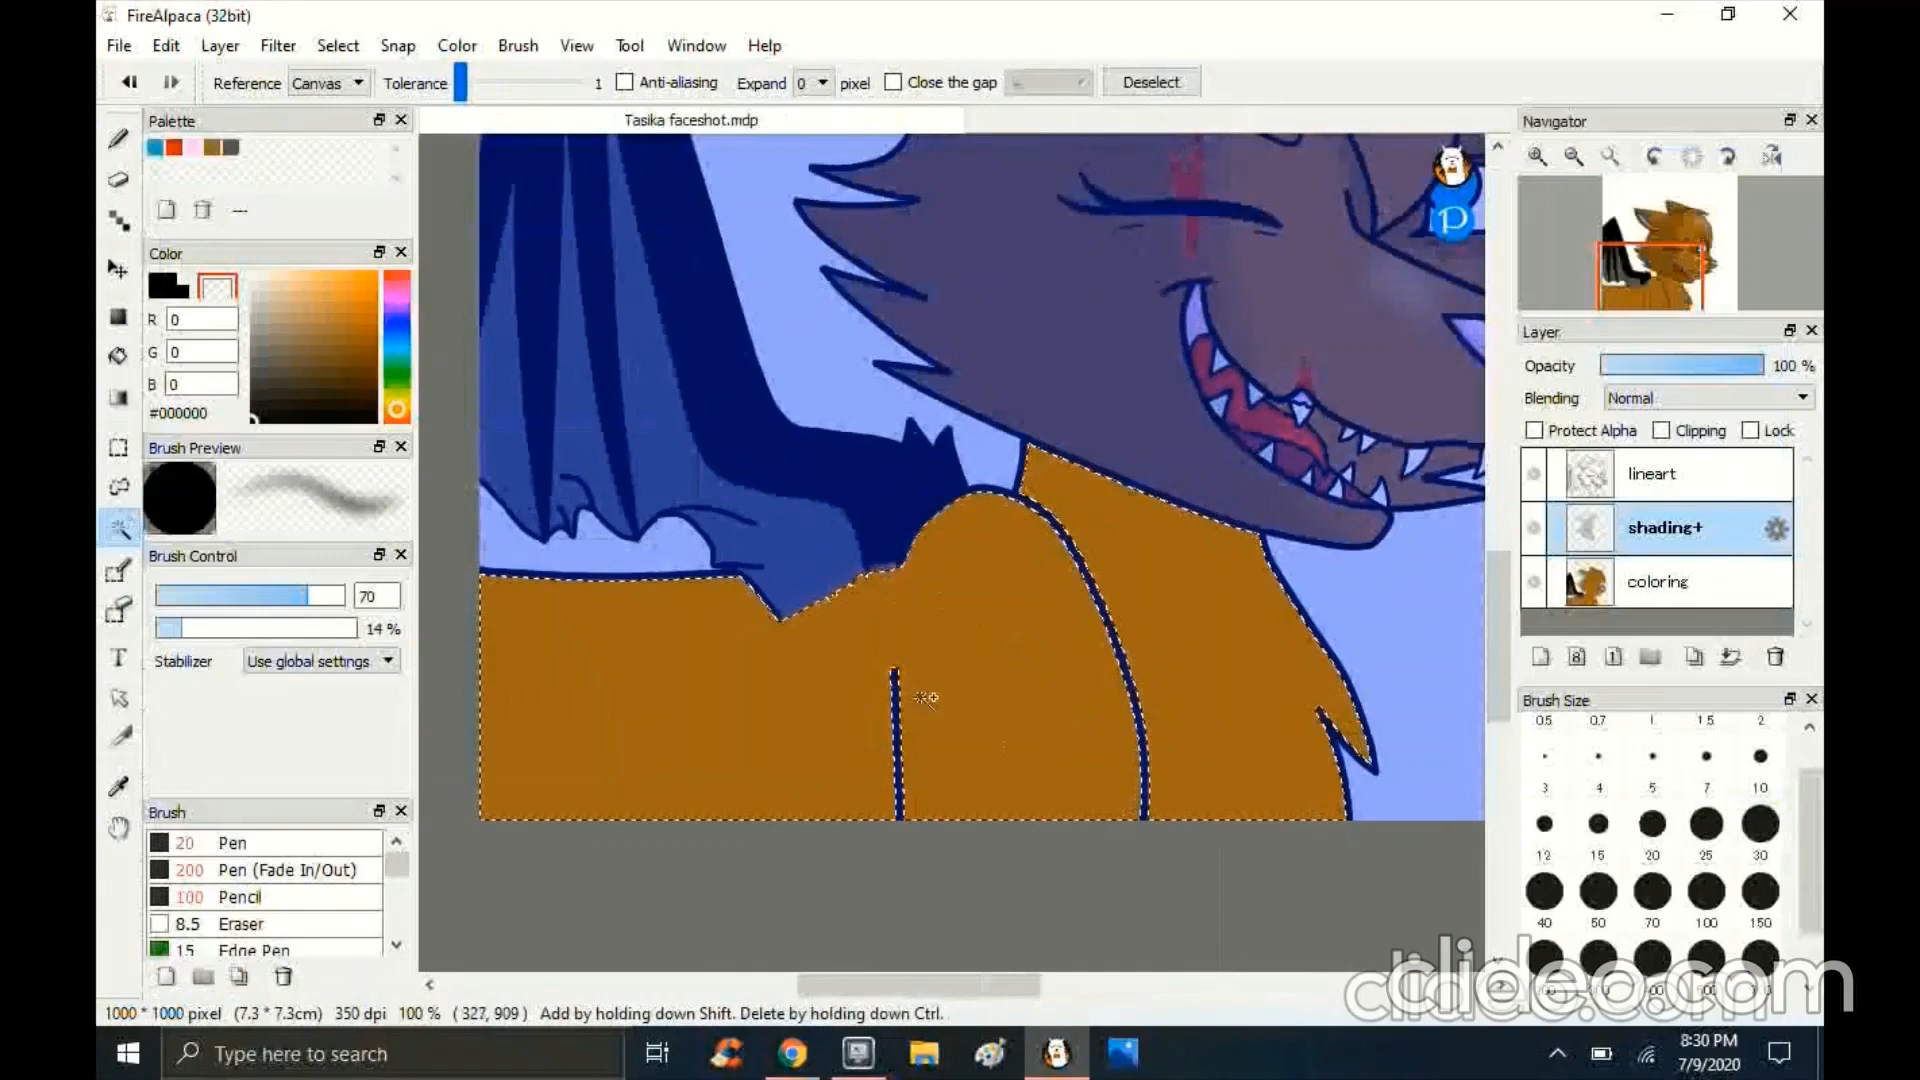 FireAlpaca (32bit)
File Edit Layer Filter Select Snap Color Brush View Tool Window Help
Reference Canvas Tolerance 1 Anti-aliasing Expand 0 pixel Close the gap Deselect
Palette
Tasika faceshot.mdp
Navigator
Color
R 0
G 0
B 0
#000000
Layer
Opacity 100 %
Blending Normal
Protect Alpha Clipping Lock
Brush Preview
lineart
shading+
coloring
Brush Control
70
14 %
Stabilizer Use global settings
Brush Size
0.5 0.7 1 1.5 2
3 4 5 7 10
12 15 20 25 30
40 50 70 100 150
Brush
20 Pen
200 Pen (Fade In/Out)
100 Pencil
8.5 Eraser
15 Edge Pen
P
T
8
1
clideo.com
1000 * 1000 pixel (7.3 * 7.3cm) 350 dpi 100 % ( 327, 909 ) Add by holding down Shift. Delete by holding down Ctrl.
Type here to search
8:30 PM
7/9/2020